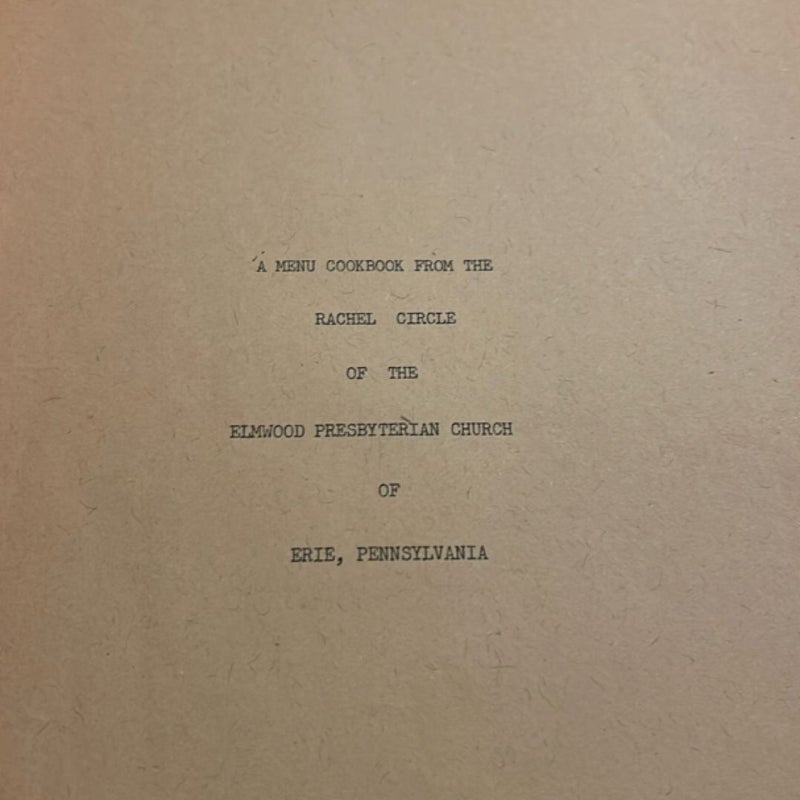 A MENU COOKBOOK FROM THE
RACHEL CIRCLE
OF THE
ELMWOOD PRESBYTERIAN CHURCH
OF
ERIE, PENNSYLVANIA